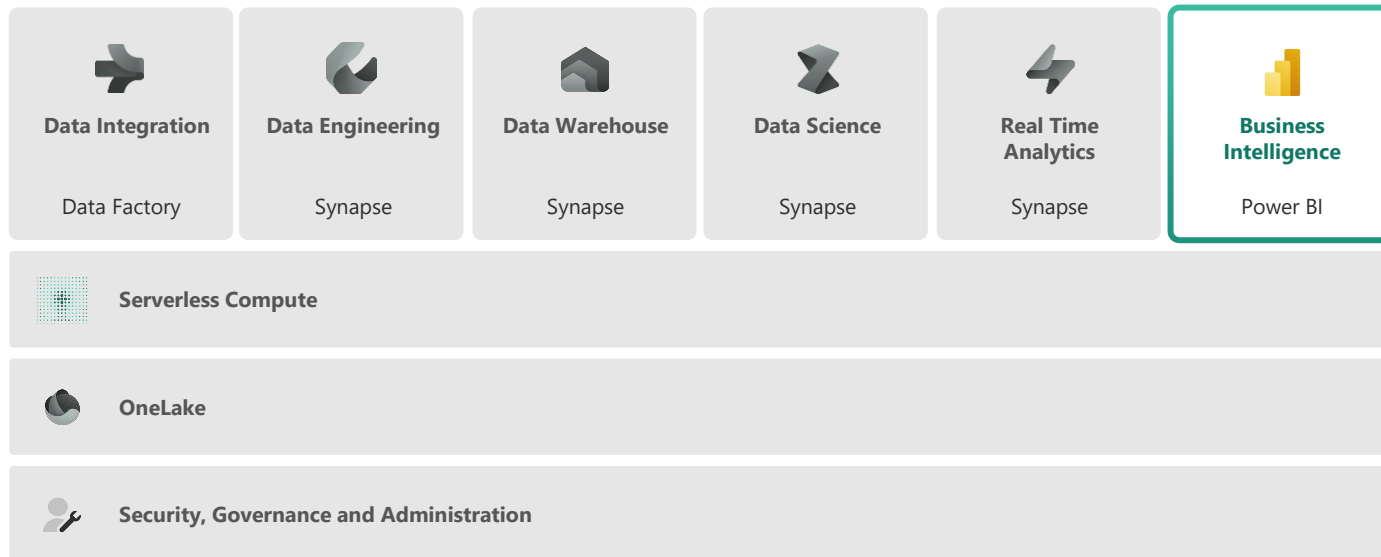 Data Integration
Data Factory
Data Engineering
Synapse
Data Warehouse
Synapse
Data Science
Synapse
Real Time
Analytics
Synapse
Business
Intelligence
Power BI
Serverless Compute
OneLake
Security, Governance and Administration